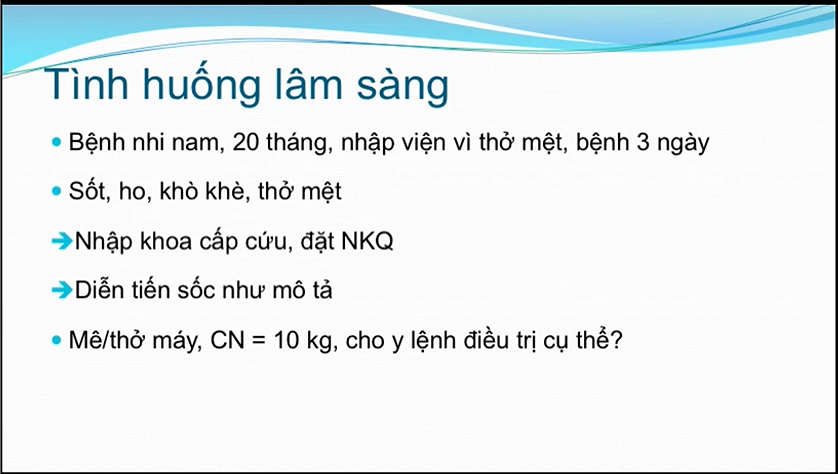 Tình huống lâm sàng
• Bệnh nhi nam, 20 tháng, nhập viện vì thở mệt, bệnh 3 ngày
• Sốt, ho, khò khè, thở mệt
➔Nhập khoa cấp cứu, đặt NKQ
➔Diễn tiến sốc như mô tả
• Mê/thở máy, CN = 10 kg, cho y lệnh điều trị cụ thể?